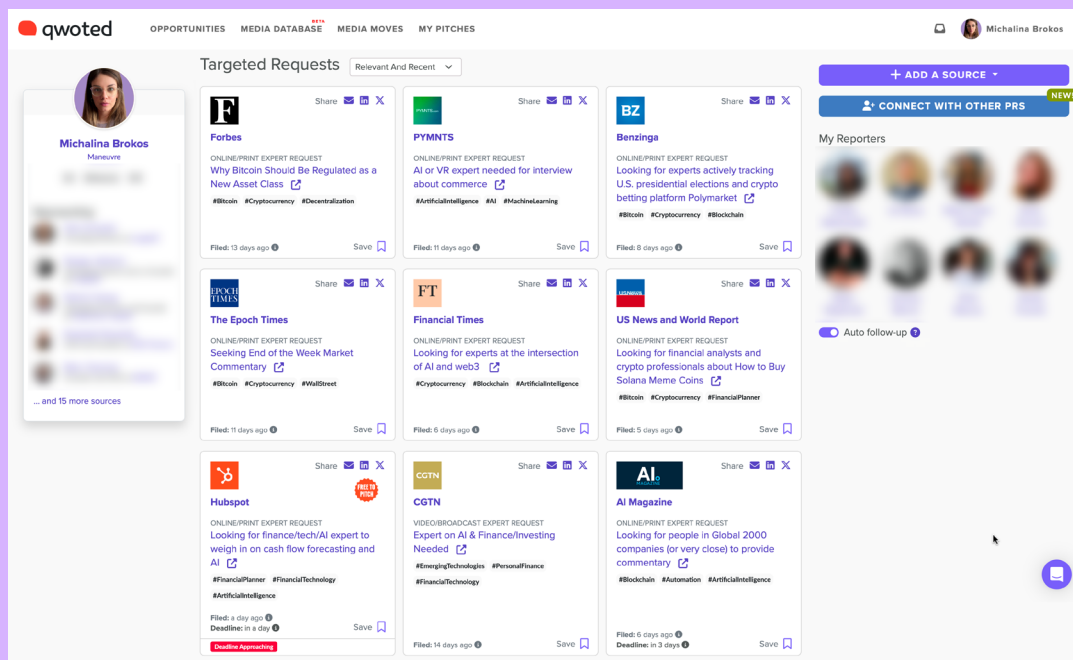 qwoted
OPPORTUNITIES
MEDIA DATABASE
BETA
MEDIA MOVES
MY PITCHES
Michalina Brokos
Michalina Brokos
Maneuvre
... and 15 more sources
Targeted Requests
Relevant And Recent
F
Share
Forbes
ONLINE/PRINT EXPERT REQUEST
Why Bitcoin Should Be Regulated as a
New Asset Class
#Bitcoin #Cryptocurrency #Decentralization
Filed: 13 days ago
Save
PYMNTS.com
Share
PYMNTS
ONLINE/PRINT EXPERT REQUEST
AI or VR expert needed for interview
about commerce
#ArtificialIntelligence #AI #MachineLearning
Filed: 11 days ago
Save
BZ
Share
Benzinga
ONLINE/PRINT EXPERT REQUEST
Looking for experts actively tracking
U.S. presidential elections and crypto
betting platform Polymarket
#Bitcoin #Cryptocurrency #Blockchain
Filed: 8 days ago
Save
EPOCH
TIMES
Share
The Epoch Times
ONLINE/PRINT EXPERT REQUEST
Seeking End of the Week Market
Commentary
#Bitcoin #Cryptocurrency #WallStreet
Filed: 11 days ago
Save
FT
Share
Financial Times
ONLINE/PRINT EXPERT REQUEST
Looking for experts at the intersection
of AI and web3
#Cryptocurrency #Blockchain #ArtificialIntelligence
Filed: 6 days ago
Save
USNEWS
Share
US News and World Report
ONLINE/PRINT EXPERT REQUEST
Looking for financial analysts and
crypto professionals about How to Buy
Solana Meme Coins
#Bitcoin #Cryptocurrency #FinancialPlanner
Filed: 5 days ago
Save
Share
FREE TO
PITCH
Hubspot
ONLINE/PRINT EXPERT REQUEST
Looking for finance/tech/AI expert to
weigh in on cash flow forecasting and
AI
#FinancialPlanner #FinancialTechnology
#ArtificialIntelligence
Filed: a day ago
Deadline: in a day
Save
Deadline Approaching
CGTN
Share
CGTN
VIDEO/BROADCAST EXPERT REQUEST
Expert on AI & Finance/Investing
Needed
#EmergingTechnologies #PersonalFinance
#FinancialTecnology
Filed: 14 days ago
Save
AI
MAGAZINE
Share
AI Magazine
ONLINE/PRINT EXPERT REQUEST
Looking for people in Global 2000
companies (or very close) to provide
commentary
#Blockchain #Automation #ArtificialIntelligence
Filed: 6 days ago
Deadline: in 3 days
Save
+ ADD A SOURCE
NEW!
CONNECT WITH OTHER PRS
My Reporters
Auto follow-up ?